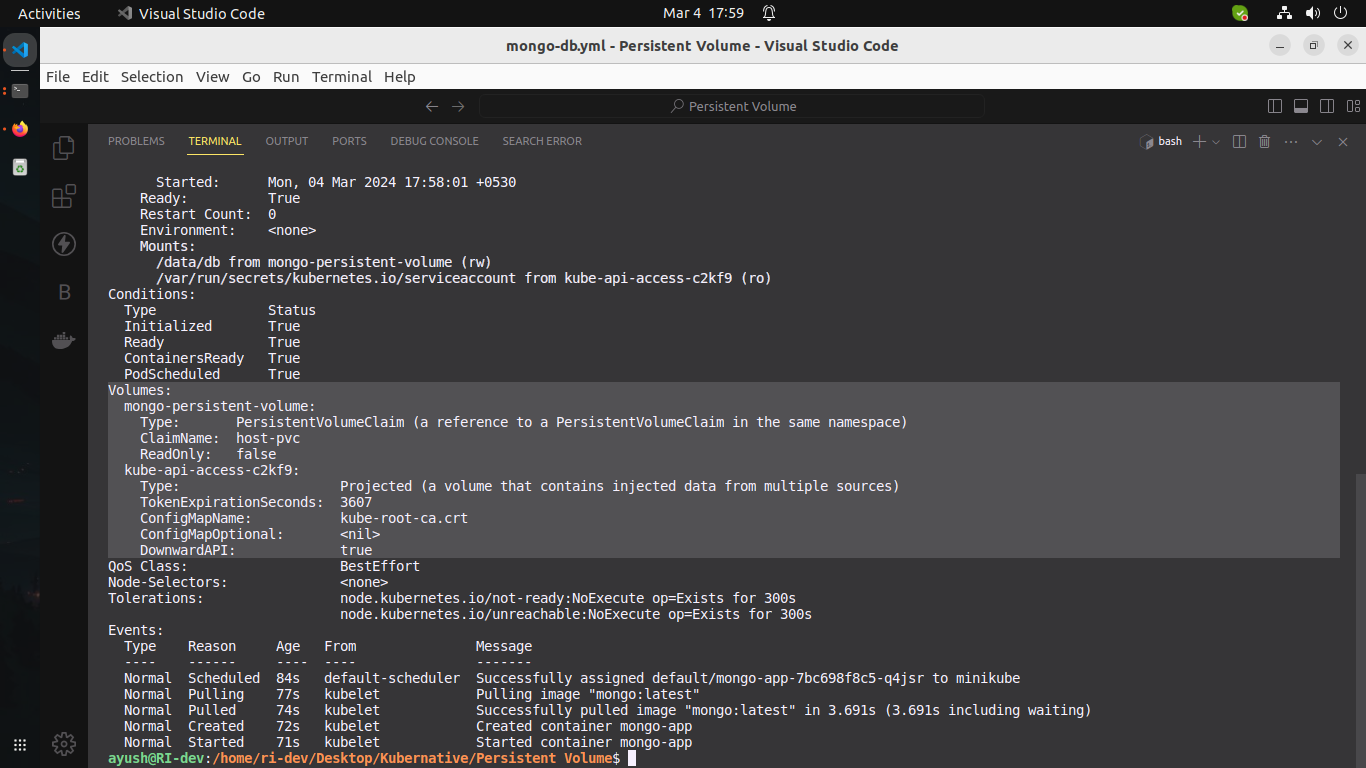 Activities Visual Studio Code Mar 4 17:59
mongo-db.yml - Persistent Volume - Visual Studio Code
File Edit Selection View Go Run Terminal Help
Persistent Volume
PROBLEMS TERMINAL OUTPUT PORTS DEBUG CONSOLE SEARCH ERROR bash
B
Started: Mon, 04 Mar 2024 17:58:01 +0530
Ready: True
Restart Count: 0
Environment: <none>
Mounts:
/data/db from mongo-persistent-volume (rw)
/var/run/secrets/kubernetes.io/serviceaccount from kube-api-access-c2kf9 (ro)
Conditions:
Type Status
Initialized True
Ready True
ContainersReady True
PodScheduled True
Volumes:
mongo-persistent-volume:
Type: PersistentVolumeClaim (a reference to a PersistentVolumeClaim in the same namespace)
ClaimName: host-pvc
ReadOnly: false
kube-api-access-c2kf9:
Type: Projected (a volume that contains injected data from multiple sources)
TokenExpirationSeconds: 3607
ConfigMapName: kube-root-ca.crt
ConfigMapOptional: <nil>
DownwardAPI: true
QoS Class: BestEffort
Node-Selectors: <none>
Tolerations: node.kubernetes.io/not-ready:NoExecute op=Exists for 300s
node.kubernetes.io/unreachable:NoExecute op=Exists for 300s
Events:
Type Reason Age From Message
---- ------ ---- ---- -------
Normal Scheduled 84s default-scheduler Successfully assigned default/mongo-app-7bc698f8c5-q4jsr to minikube
Normal Pulling 77s kubelet Pulling image "mongo:latest"
Normal Pulled 74s kubelet Successfully pulled image "mongo:latest" in 3.691s (3.691s including waiting)
Normal Created 72s kubelet Created container mongo-app
Normal Started 71s kubelet Started container mongo-app
ayush@RI-dev:/home/ri-dev/Desktop/Kubernative/Persistent Volume$